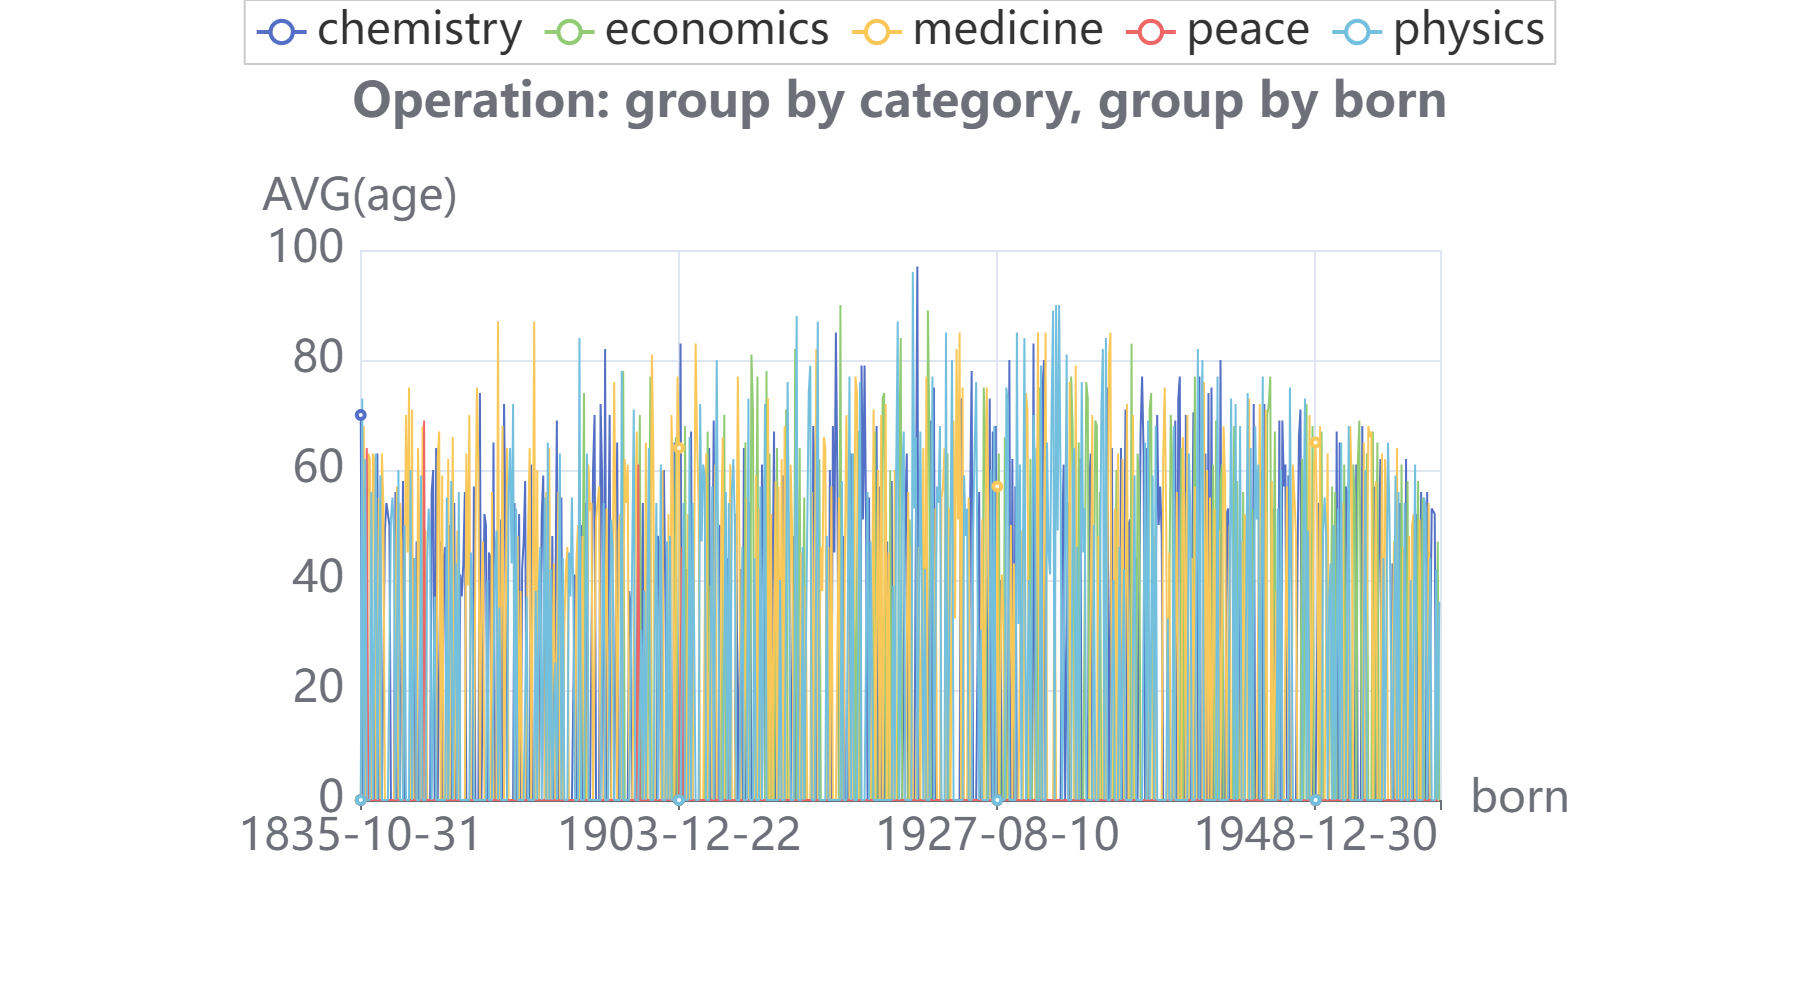 chemistry economics medicine peace physics
Operation: group by category, group by born
AVG(age)
100
80
60
40
20
0
born
1835-10-31 1903-12-22 1927-08-10 1948-12-30